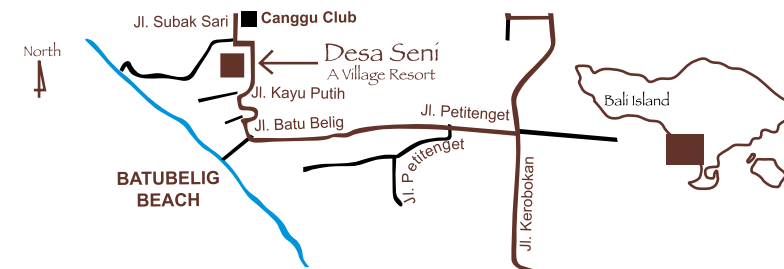 Jl. Subak Sari
Canggu Club
North
Desa Seni
A Village Resort
Bali Island
Jl. Kayu Putih
Jl. Petitenget
Jl. Batu Belig
Jl. Petitenget
BATUBELIG
BEACH
Jl. Kerobokan